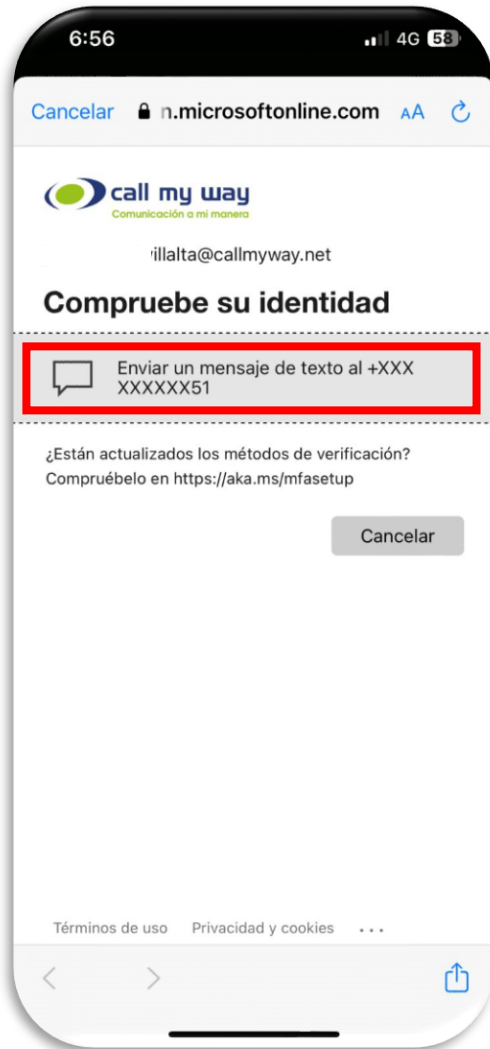 6:56 4G 58
Cancelar n.microsoftonline.com AA
call my way
Comunicación a mi manera
villalta@callmyway.net
Compruebe su identidad
Enviar un mensaje de texto al +XXX
XXXXXX51
¿Están actualizados los métodos de verificación?
Compruébelo en https://aka.ms/mfasetup
Cancelar
Términos de uso Privacidad y cookies ...